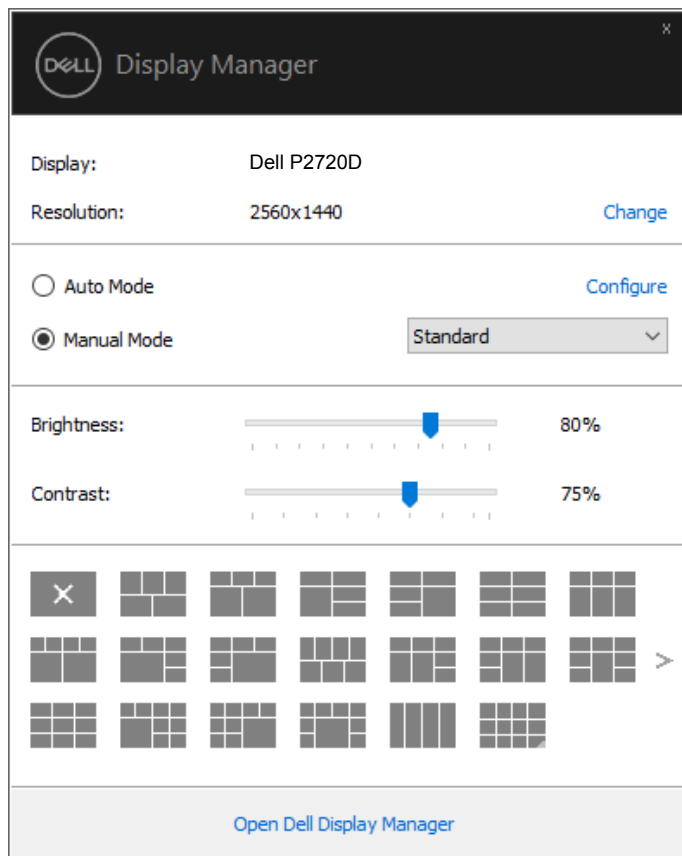 x
DELL Display Manager
Display: Dell P2720D
Resolution: 2560x1440 Change
Auto Mode Configure
Manual Mode Standard
Brightness: 80%
Contrast: 75%
Open Dell Display Manager